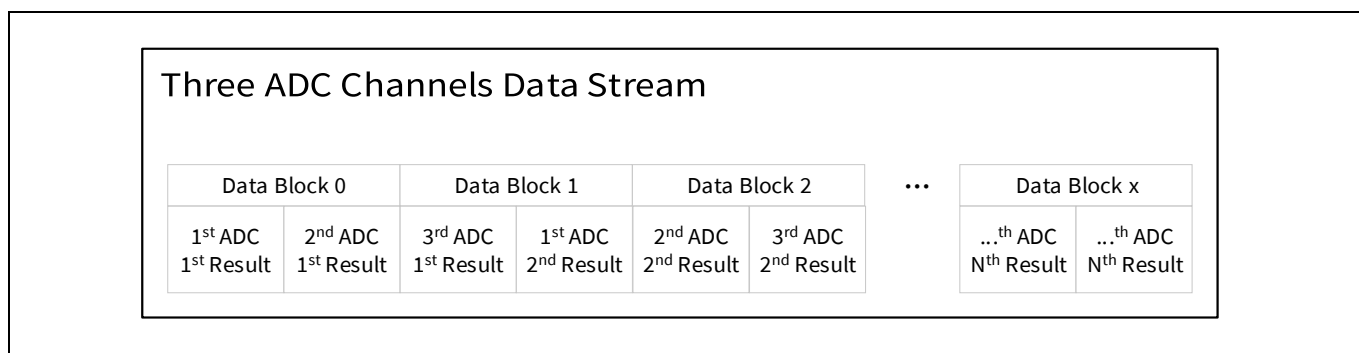 Three ADC Channels Data Stream
Data Block 0 Data Block 1 Data Block 2 ... Data Block x
1st ADC 2nd ADC 3rd ADC 1st ADC 2nd ADC 3rd ADC ...th ADC ...th ADC
1st Result 1st Result 1st Result 2nd Result 2nd Result 2nd Result Nth Result Nth Result